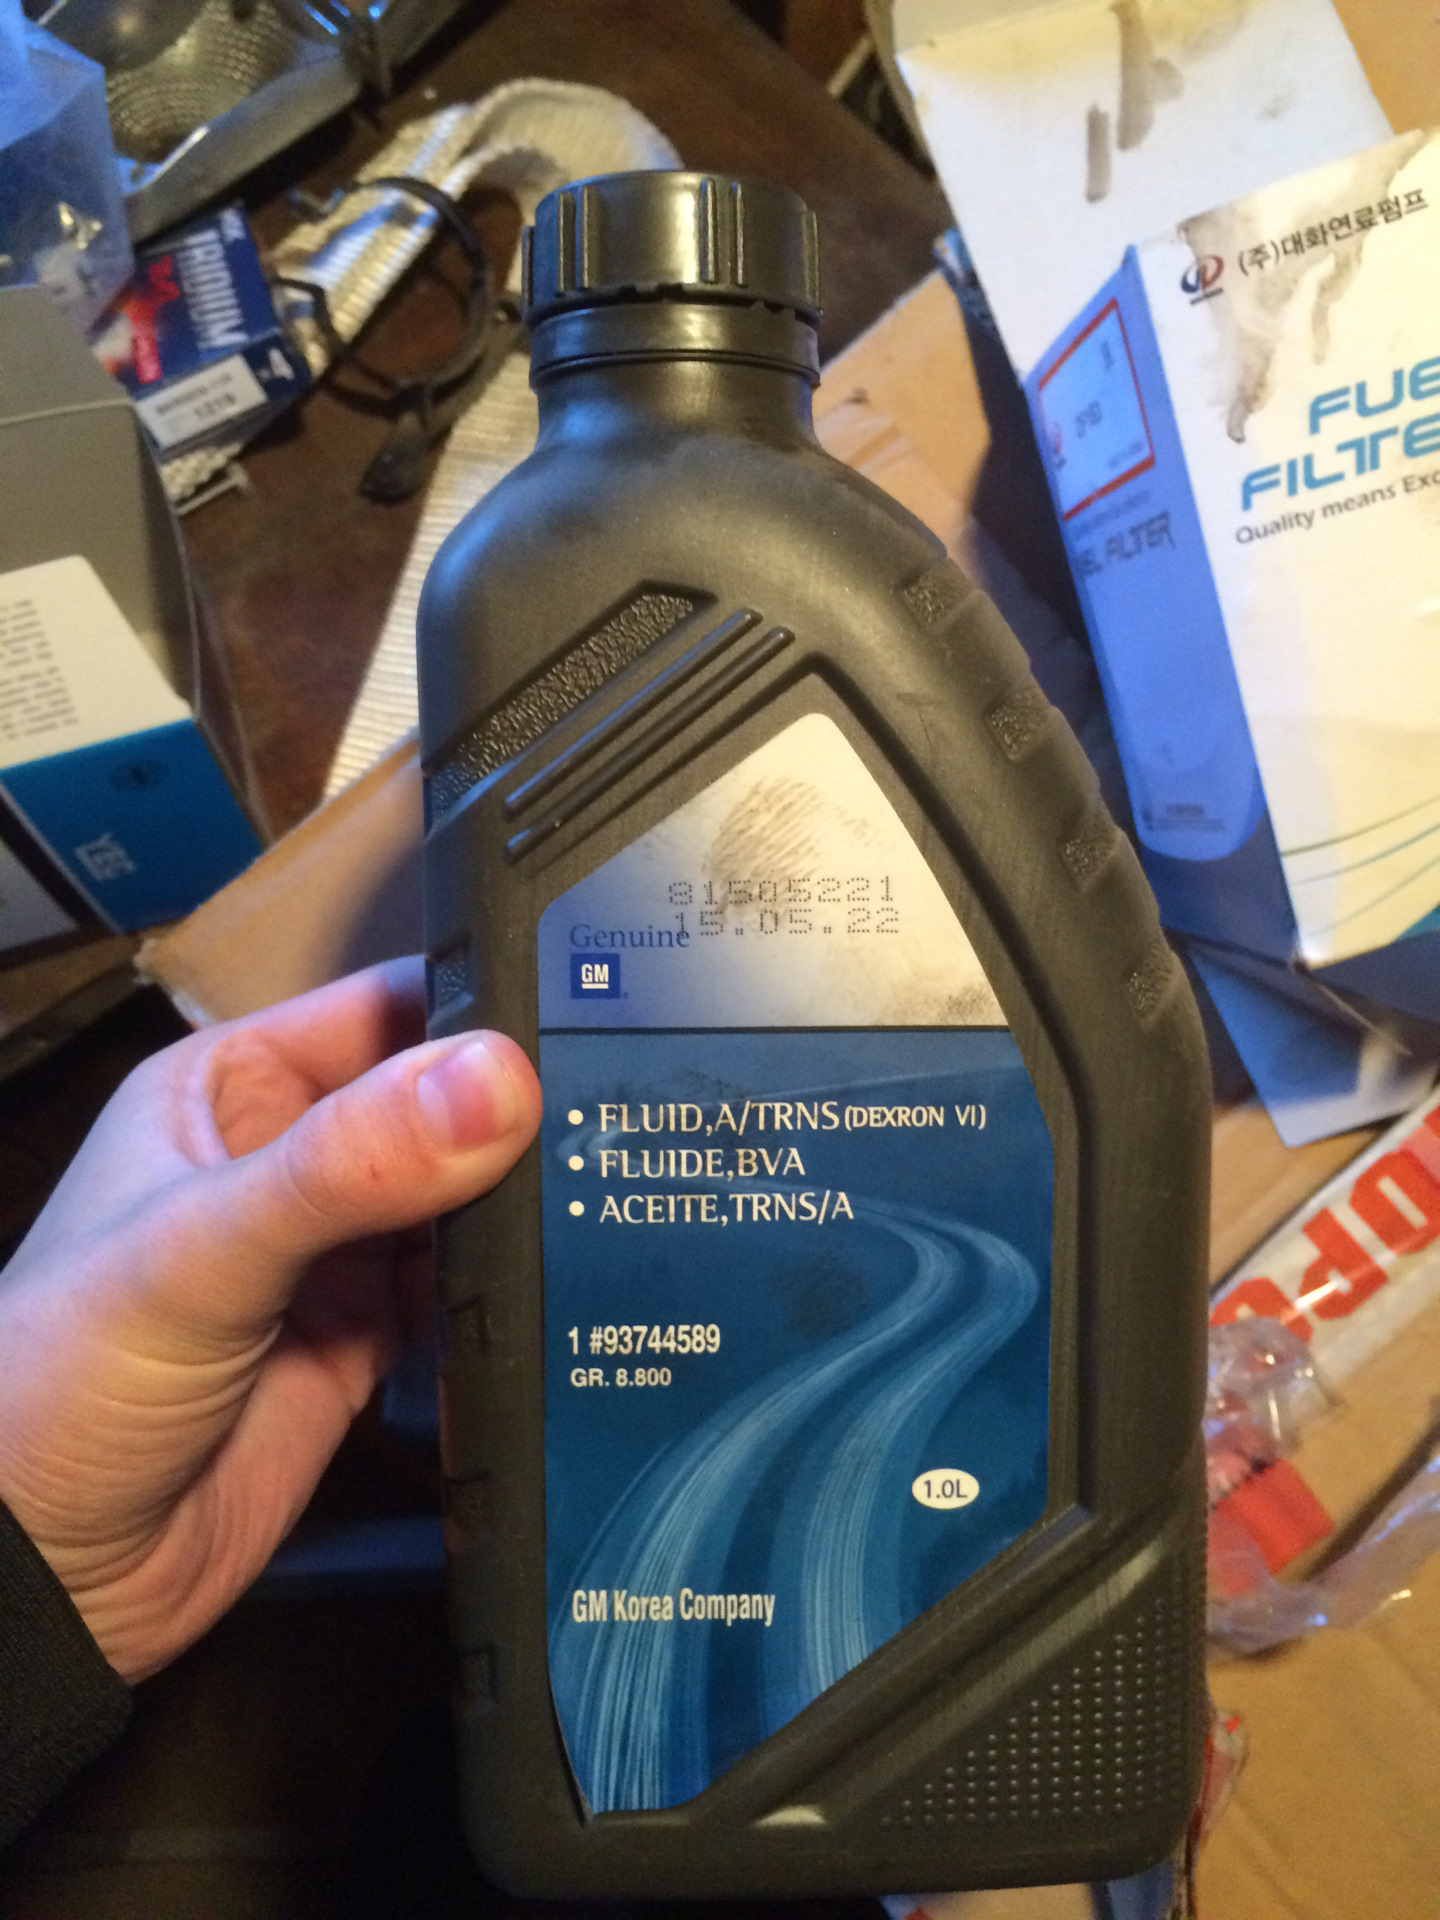 81505221
15.05.22
Genuine
GM
• FLUID,A/TRNS(DEXRON VI)
• FLUIDE,BVA
• ACEITE,TRNS/A
1 #93744589
GR. 8.800
1.0L
GM Korea Company
IRIDIUM
(주)대화연료펌프
FUE
FILTE
Quality means Exc
EL FILTER